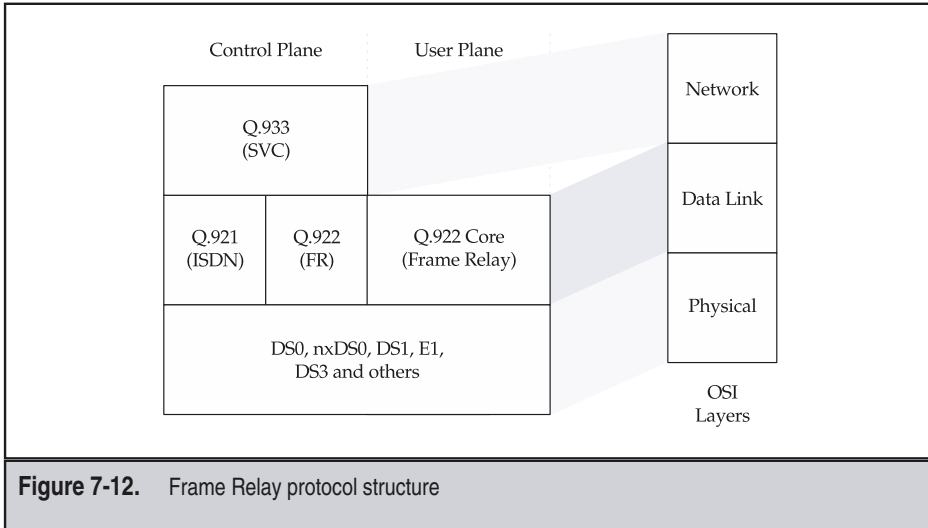 Control Plane
User Plane
Q.933
(SVC)
Q.921
(ISDN)
Q.922
(FR)
Q.922 Core
(Frame Relay)
DS0, nxDS0, DS1, E1,
DS3 and others
Network
Data Link
Physical
OSI
Layers
Figure 7-12. Frame Relay protocol structure